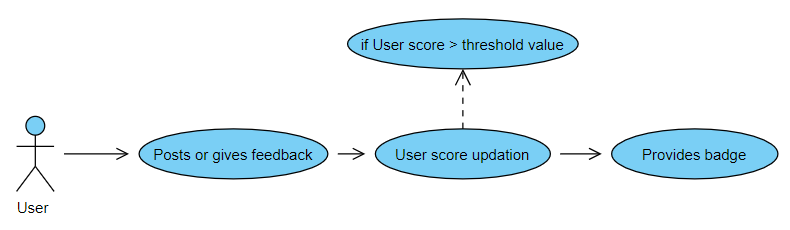 if User score > threshold value
Posts or gives feedback
User score updation
Provides badge
User